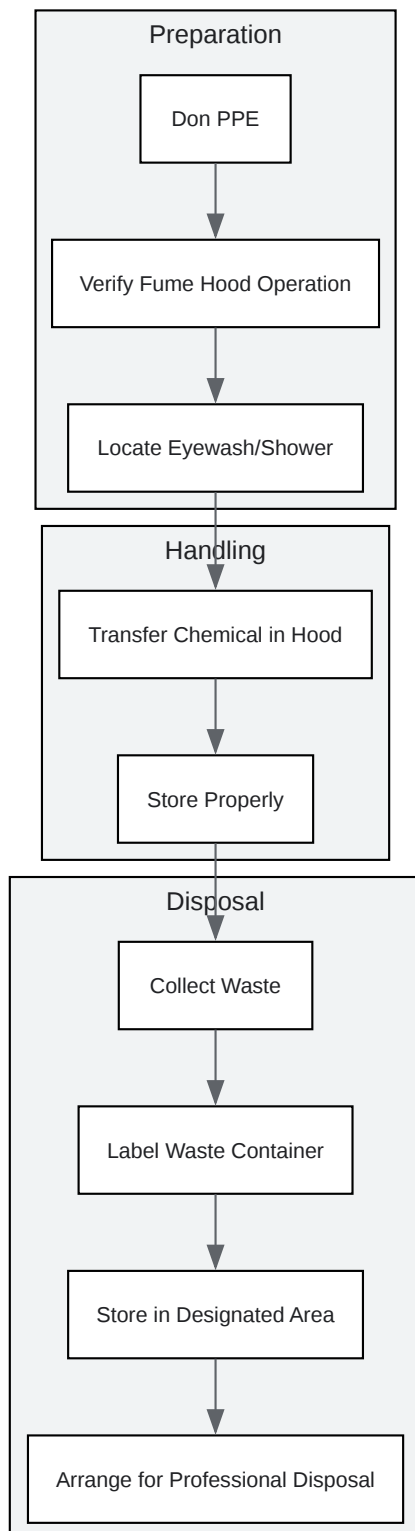 Preparation
Don PPE
Verify Fume Hood Operation
Locate Eyewash/Shower
Handling
Transfer Chemical in Hood
Store Properly
Disposal
Collect Waste
Label Waste Container
Store in Designated Area
Arrange for Professional Disposal